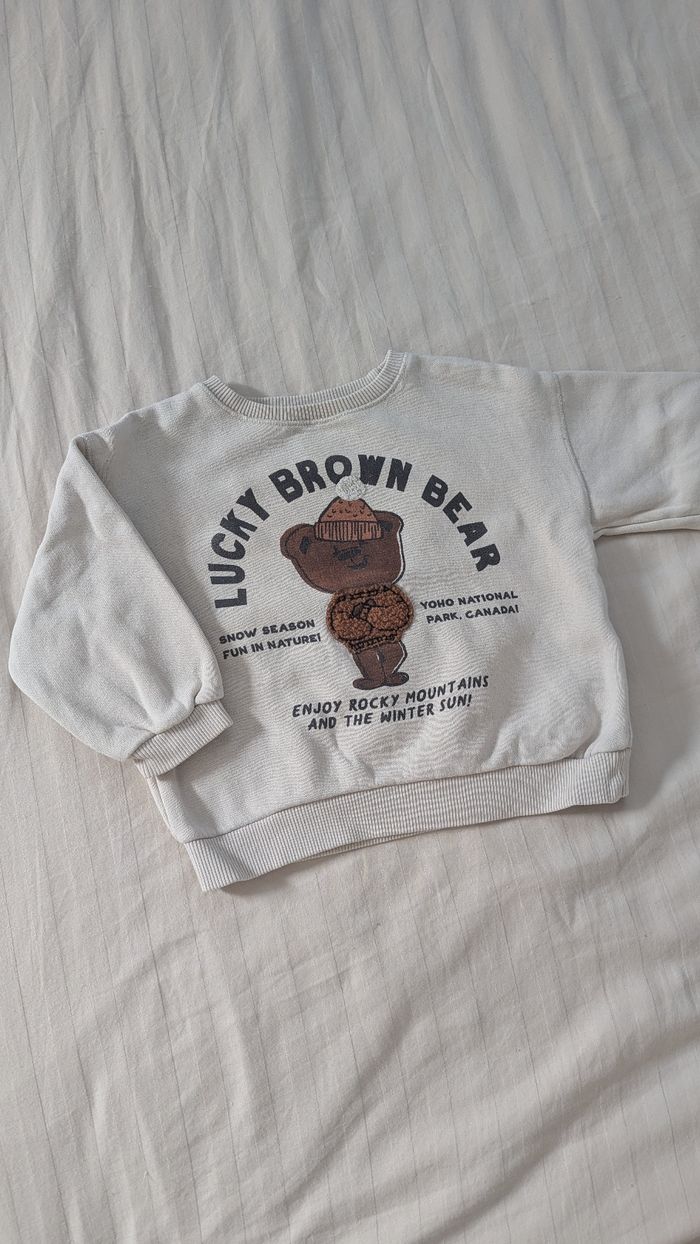 LUCKY BROWN BEAR
SNOW SEASON
FUN IN NATURE!
YOHO NATIONAL
PARK, CANADA!
ENJOY ROCKY MOUNTAINS
AND THE WINTER SUN!